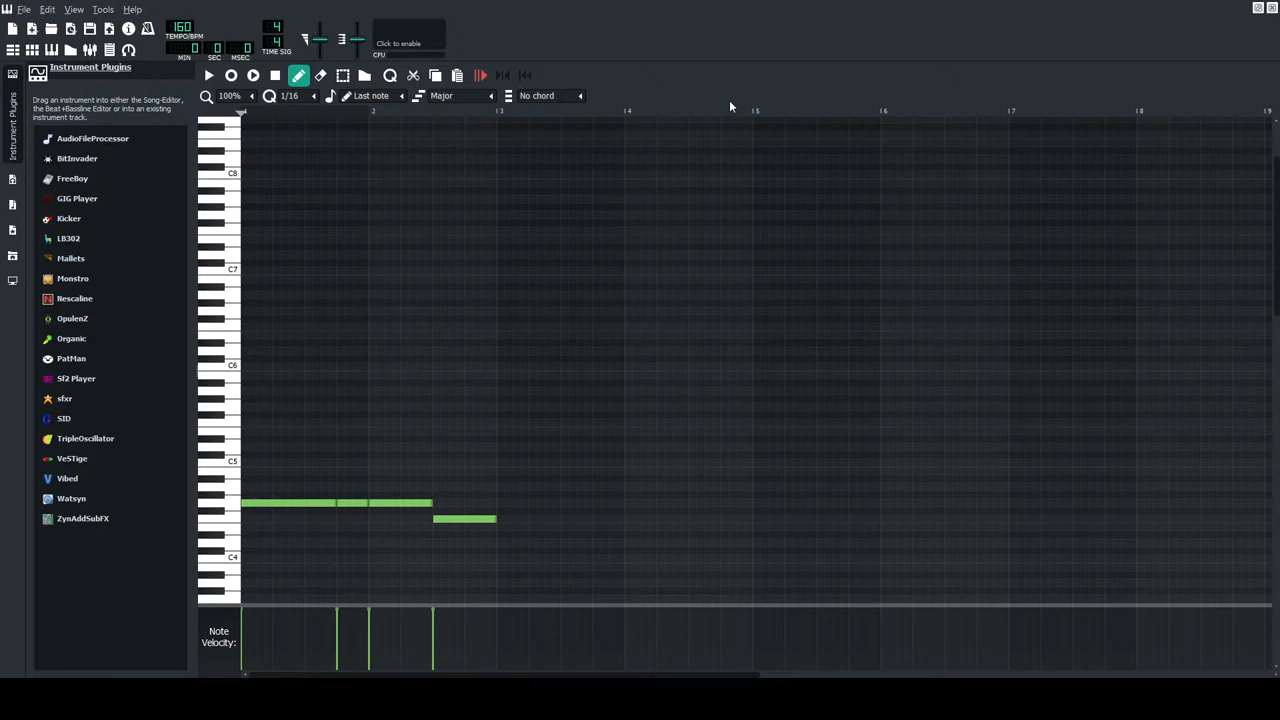 File Edit View Tools Help
160
TEMPO/BPM
0 0 0
MIN SEC MSEC
4
4
TIME SIG
Click to enable
CPU
Instrument Plugins
Instrument Plugins
Drag an instrument into either the Song-Editor,
the Beat+Bassline Editor or into an existing
instrument track.
AudioFileProcessor
BitInvader
FreeBoy
GIG Player
Kicker
LB302
Mallets
Monstro
Nescaline
OpulenZ
Organic
PatMan
Sf2 Player
sfxr
SID
TripleOscillator
VeSTige
Vibed
Watsyn
ZynAddSubFX
100% 1/16 Last note Major No chord
1 2 3 4 5 6 7 8 9
C8
C7
C6
C5
C4
Note
Velocity: